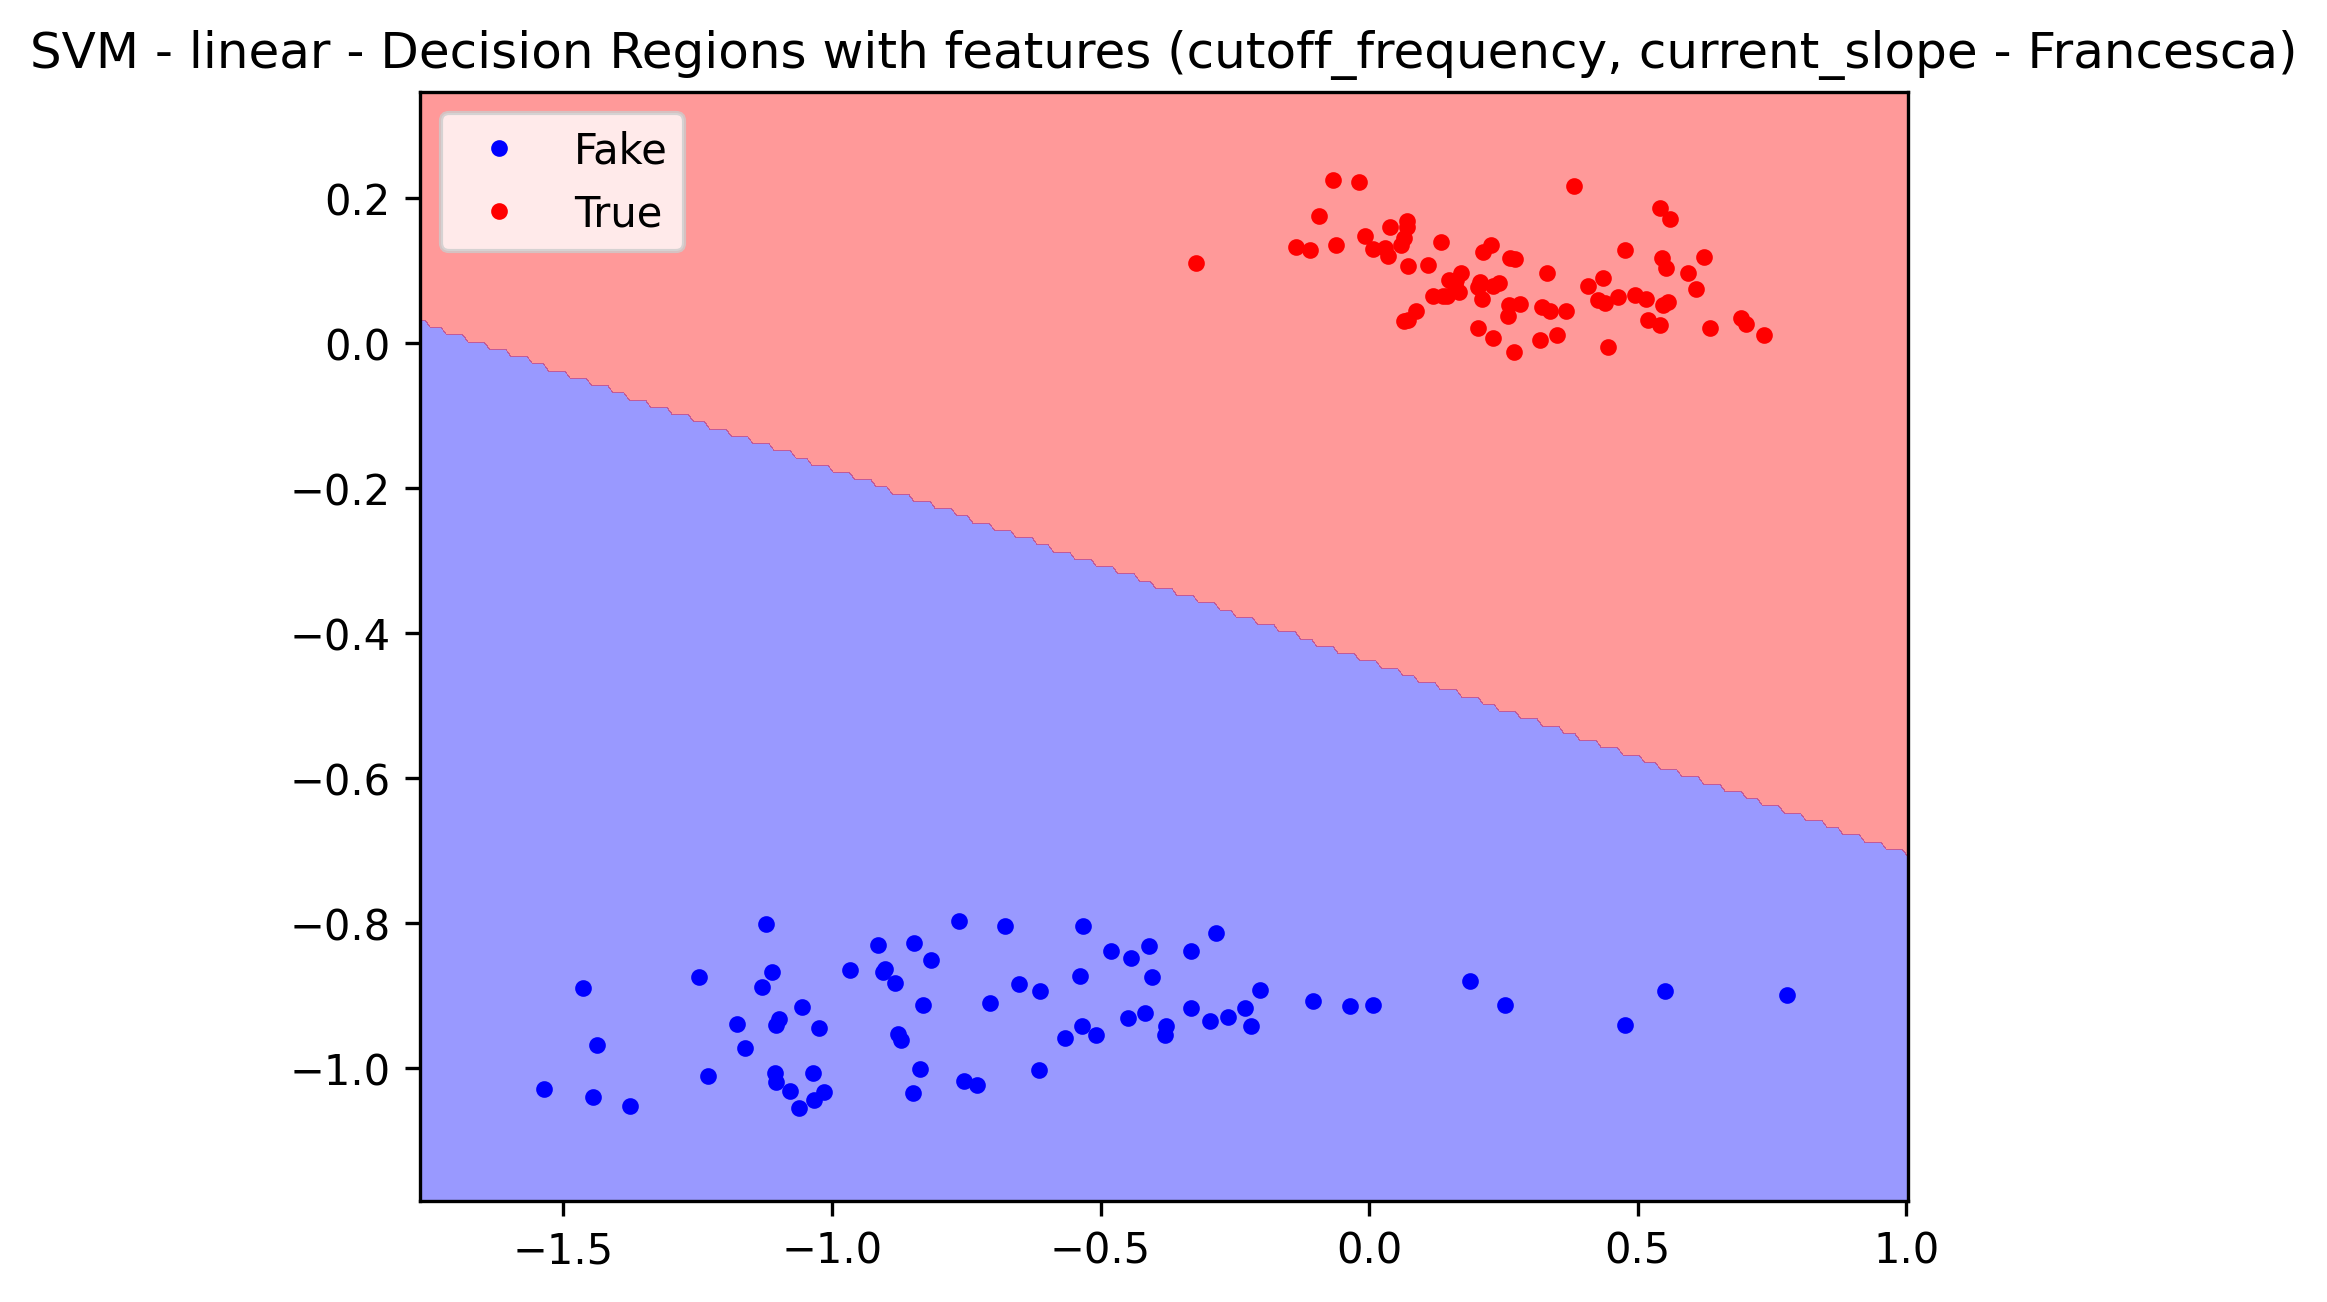 SVM - linear - Decision Regions with features (cutoff_frequency, current_slope - Francesca)
Fake
True
0.2
0.0
−0.2
−0.4
−0.6
−0.8
−1.0
−1.5 −1.0 −0.5 0.0 0.5 1.0